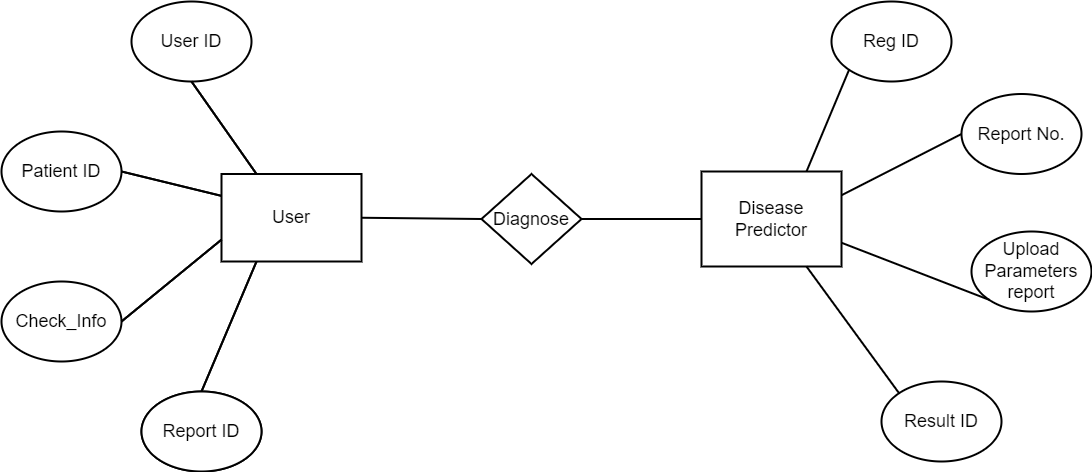 User ID
Reg ID
Report No.
Patient ID
User
Diagnose
Disease
Predictor
Upload
Parameters
report
Check_Info
Report ID
Result ID